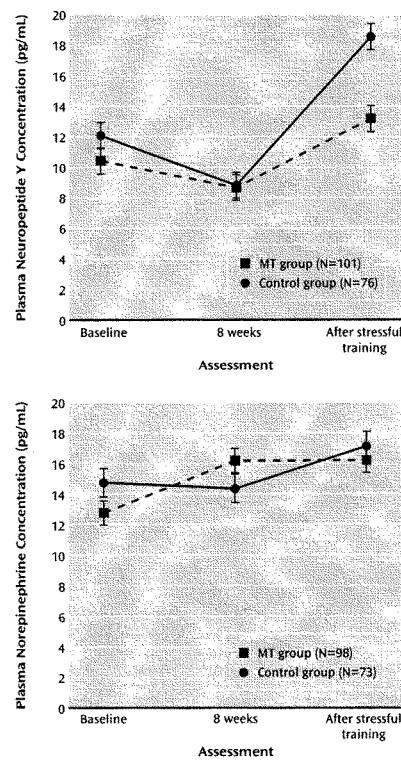 Plasma Neuropeptide Y Concentration (pg/mL)
20
18
16
14
12
10
8
6
4
2
0
MT group (N=101)
Control group (N=76)
Baseline
8 weeks
After stressful
training
Assessment
Plasma Norepinephrine Concentration (pg/mL)
20
18
16
14
12
10
8
6
4
2
0
MT group (N=98)
Control group (N=73)
Baseline
8 weeks
After stressful
training
Assessment